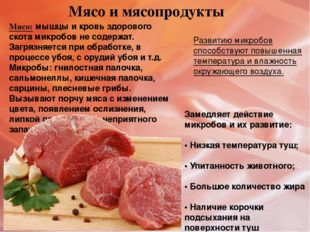 Мясо и мясопродукты
Мясо: мышцы и кровь здорового
скота микробов не содержат.
Загрязняется при обработке, в
процессе убоя, с орудий убоя и т.д.
Микробы: гнилостная палочка,
сальмонеллы, кишечная палочка,
сарцины, плесневые грибы.
Вызывают порчу мяса с изменением
цвета, появлением ослизнения,
липкой неприятного
запа
Развитию микробов
способствуют повышенная
температура и влажность
окружающего воздуха.
Замедляет действие
микробов и их развитие:
• Низкая температура туш;
• Упитанность животного;
• Большое количество жира
• Наличие корочки
подсыхания на
поверхности туш